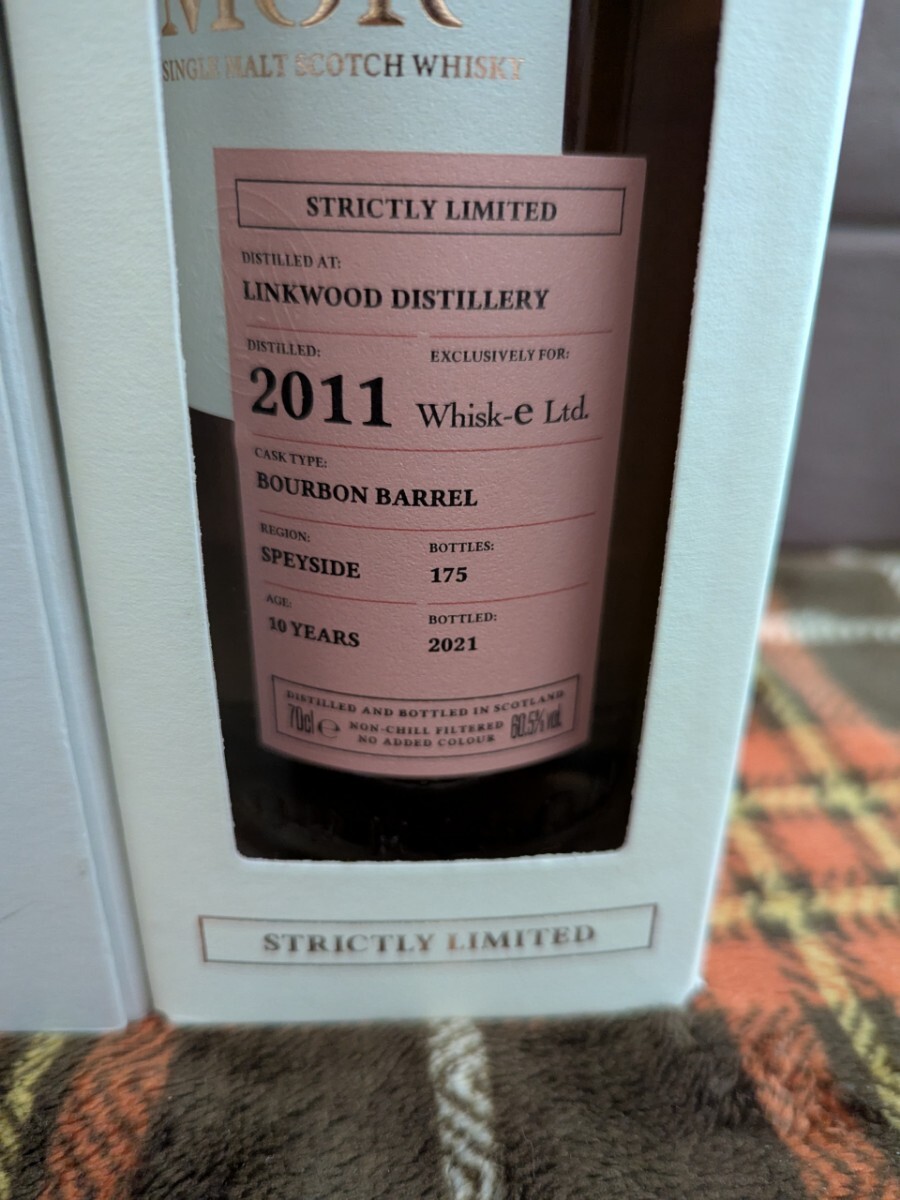 MOR
SINGLE MALT SCOTCH WHISKY
STRICTLY LIMITED
DISTILLED AT:
LINKWOOD DISTILLERY
DISTILLED:
2011
EXCLUSIVELY FOR:
Whisk-e Ltd.
CASK TYPE:
BOURBON BARREL
REGION:
SPEYSIDE
BOTTLES:
175
AGE:
10 YEARS
BOTTLED:
2021
DISTILLED AND BOTTLED IN SCOTLAND
70cl e NON-CHILL FILTERED 60.5% vol.
NO ADDED COLOUR
STRICTLY LIMITED